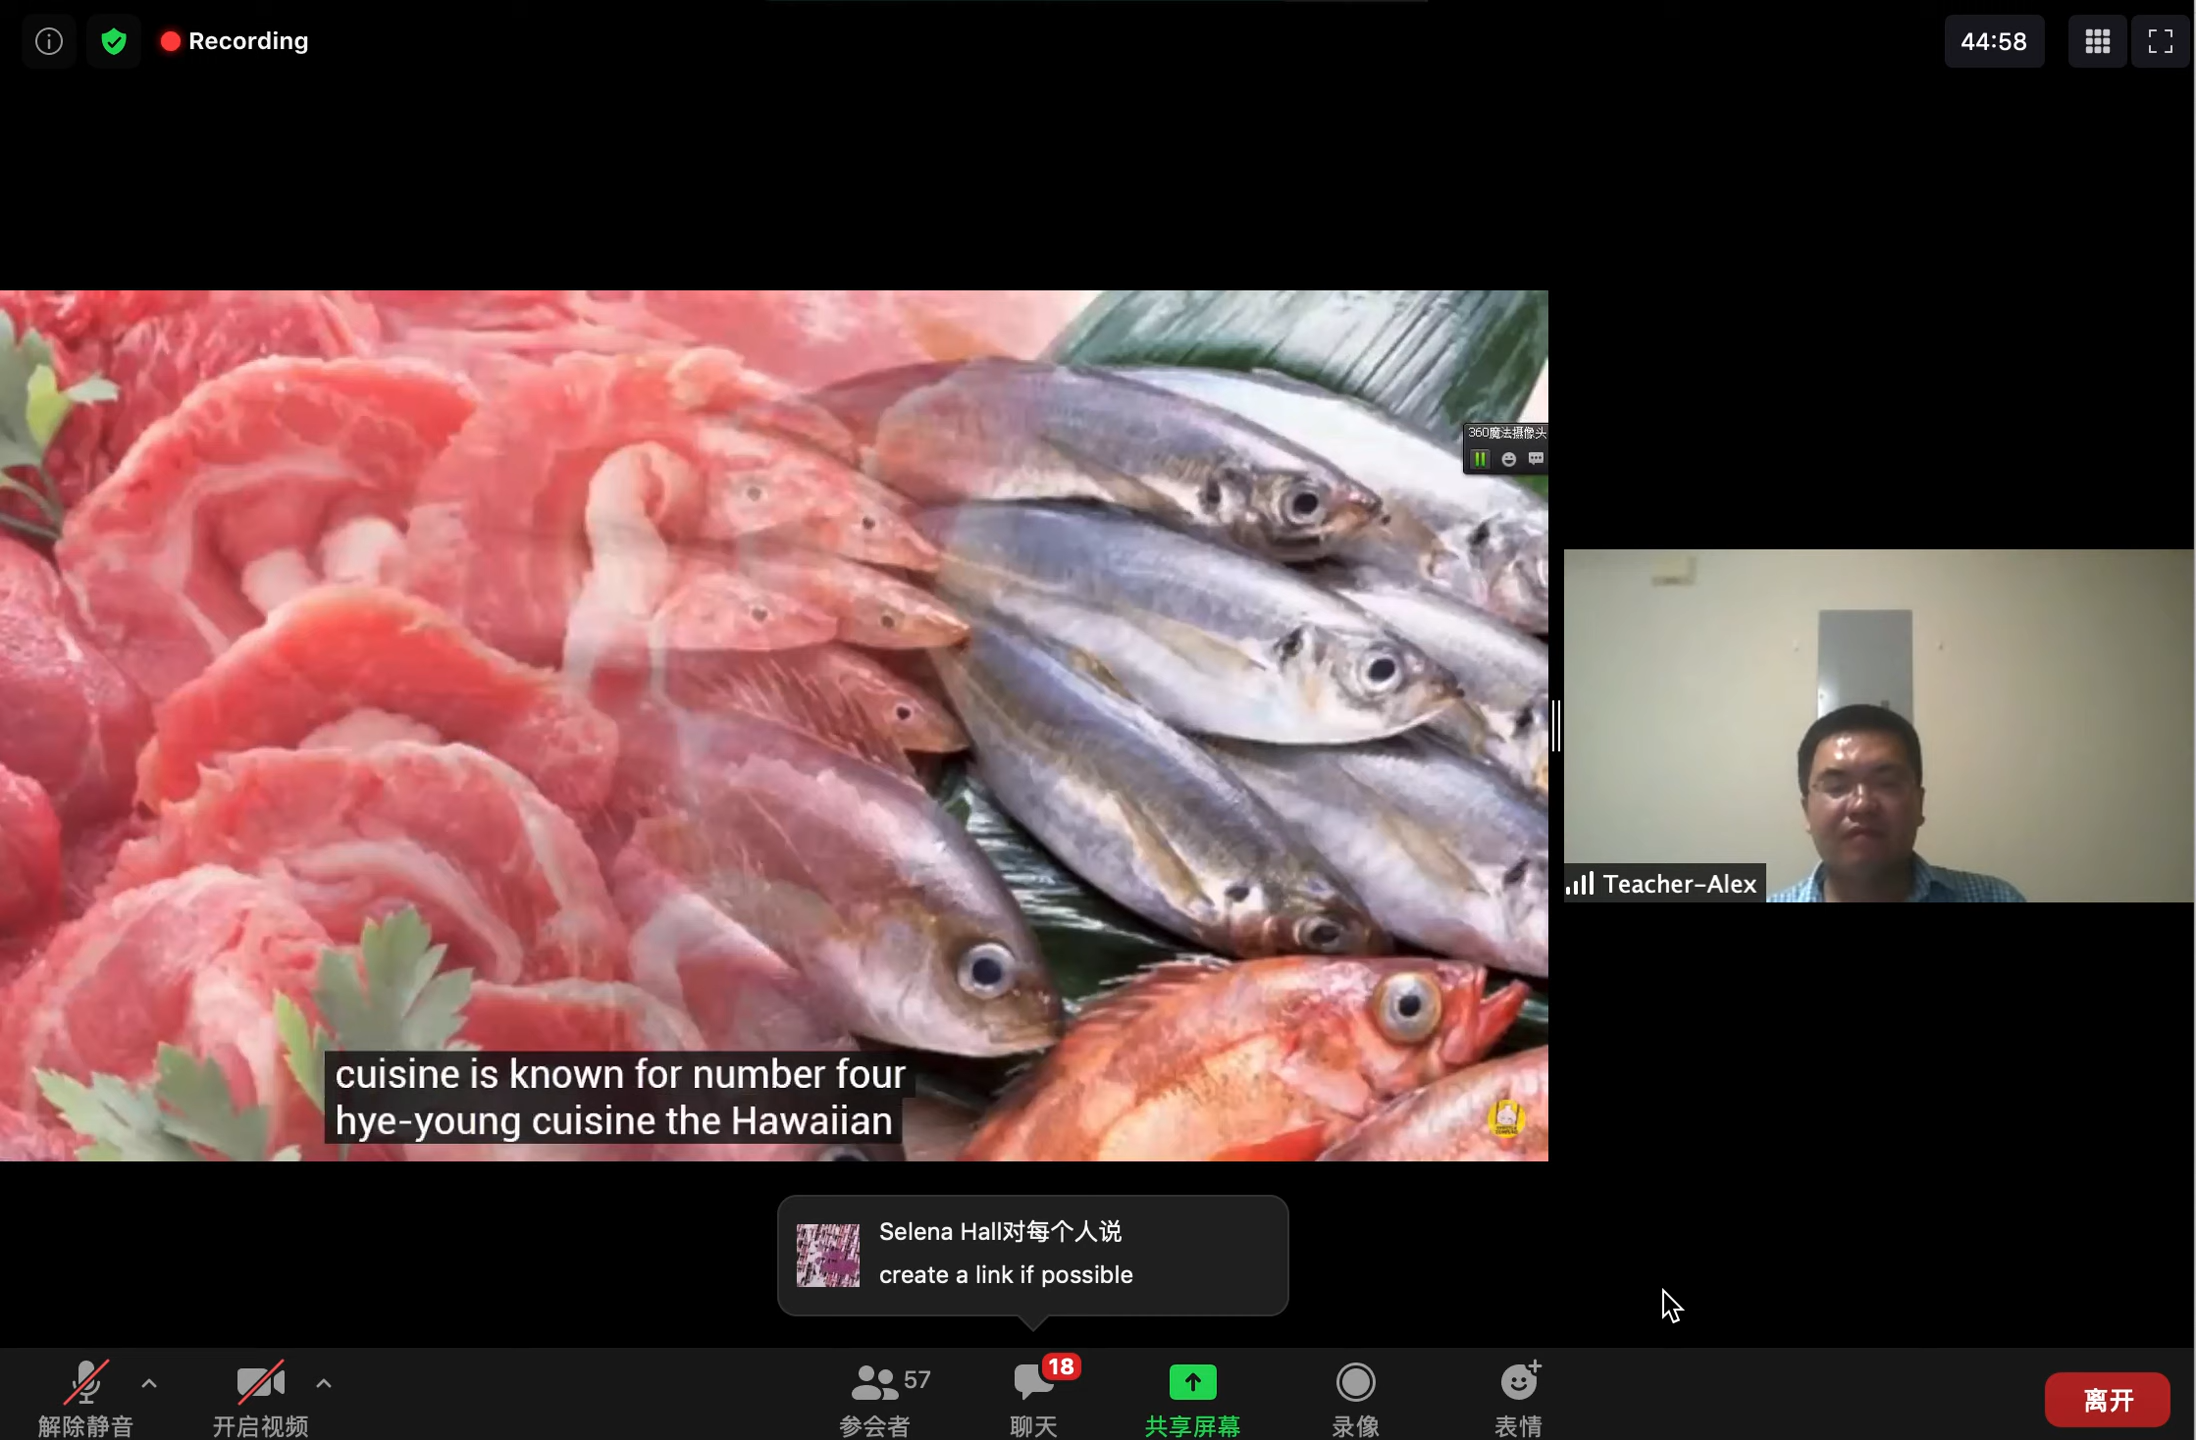 Recording
44:58
360魔法摄像头
Teacher-Alex
cuisine is known for number four
hye-young cuisine the Hawaiian
Selena Hall对每个人说
create a link if possible
解除静音
开启视频
57
参会者
18
聊天
共享屏幕
录像
表情
离开